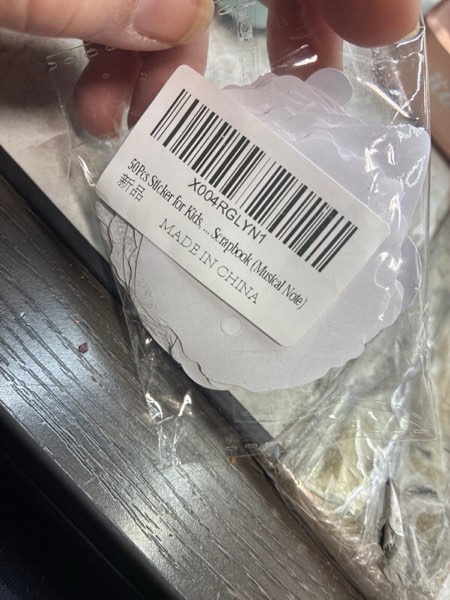 X004RGLYN1
50Pcs Sticker for Kids, ... Scrapbook (Musical Note)
新品
MADE IN CHINA